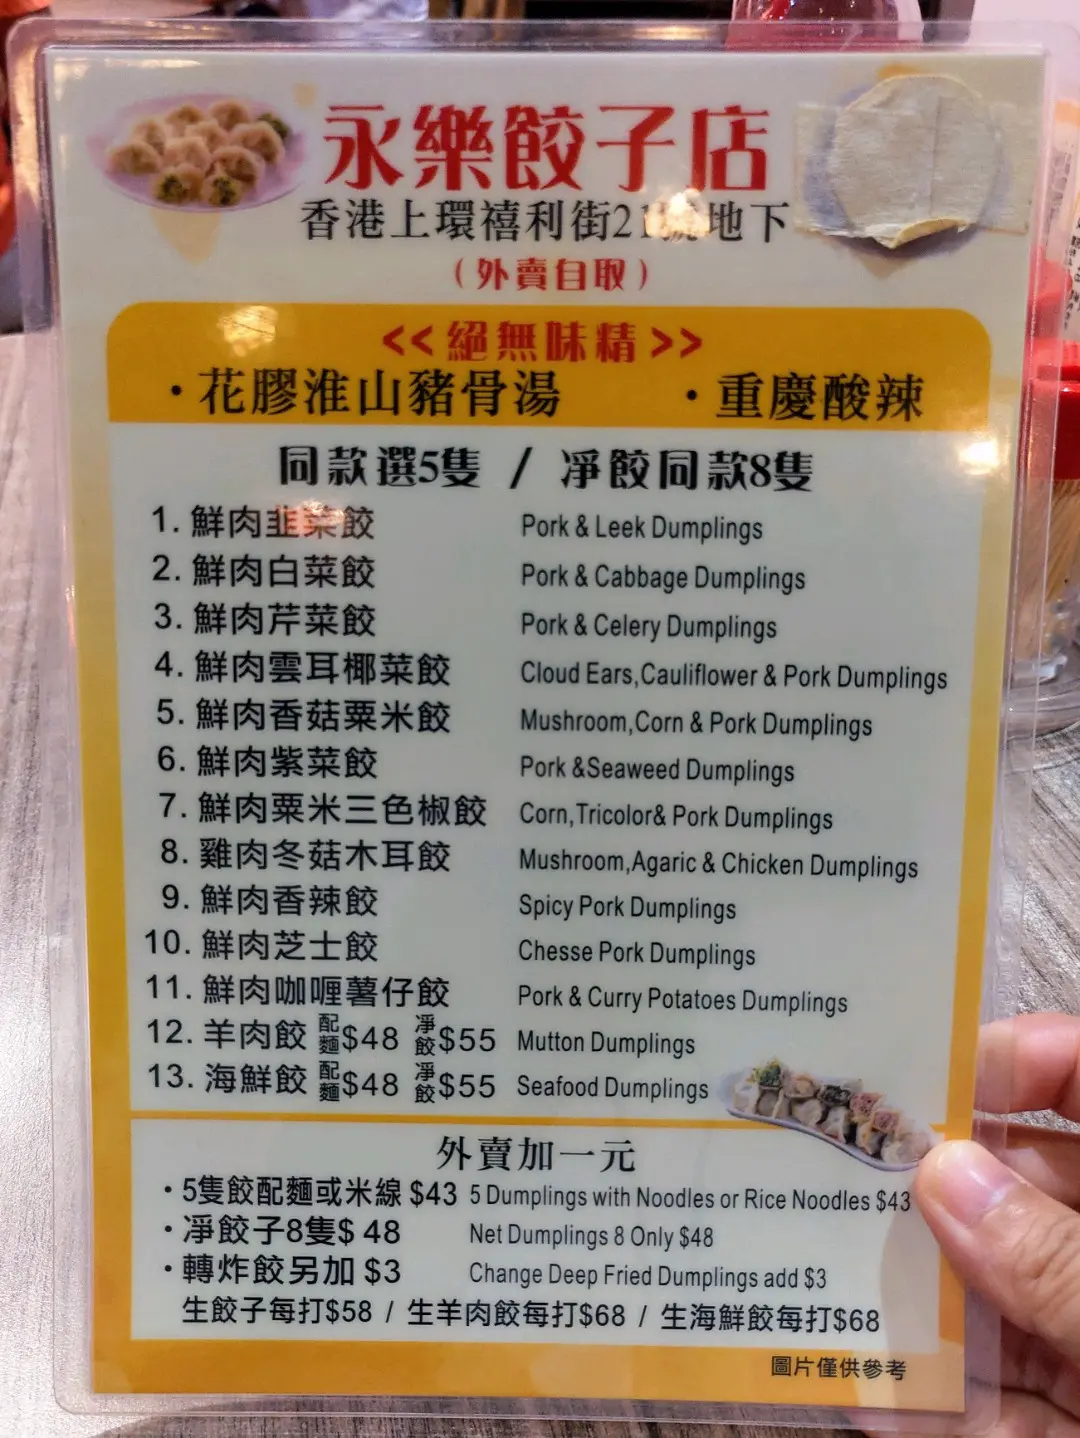 永樂餃子店
香港上環禧利街21號地下
(外賣自取)
<<絕無味精>>
·花膠淮山豬骨湯 ·重慶酸辣
同款選5隻 / 凈餃同款8隻
1. 鮮肉韭菜餃 Pork & Leek Dumplings
2. 鮮肉白菜餃 Pork & Cabbage Dumplings
3. 鮮肉芹菜餃 Pork & Celery Dumplings
4. 鮮肉雲耳椰菜餃 Cloud Ears,Cauliflower & Pork Dumplings
5. 鮮肉香菇粟米餃 Mushroom,Corn & Pork Dumplings
6. 鮮肉紫菜餃 Pork &Seaweed Dumplings
7. 鮮肉粟米三色椒餃 Corn,Tricolor& Pork Dumplings
8. 雞肉冬菇木耳餃 Mushroom,Agaric & Chicken Dumplings
9. 鮮肉香辣餃 Spicy Pork Dumplings
10. 鮮肉芝士餃 Chesse Pork Dumplings
11. 鮮肉咖喱薯仔餃 Pork & Curry Potatoes Dumplings
12. 羊肉餃 配麵$48 凈餃$55 Mutton Dumplings
13. 海鮮餃 配麵$48 凈餃$55 Seafood Dumplings
外賣加一元
·5隻餃配麵或米線 $43 5 Dumplings with Noodles or Rice Noodles $43
·凈餃子8隻$ 48 Net Dumplings 8 Only $48
·轉炸餃另加 $3 Change Deep Fried Dumplings add $3
生餃子每打$58 / 生羊肉餃每打$68 / 生海鮮餃每打$68
圖片僅供參考